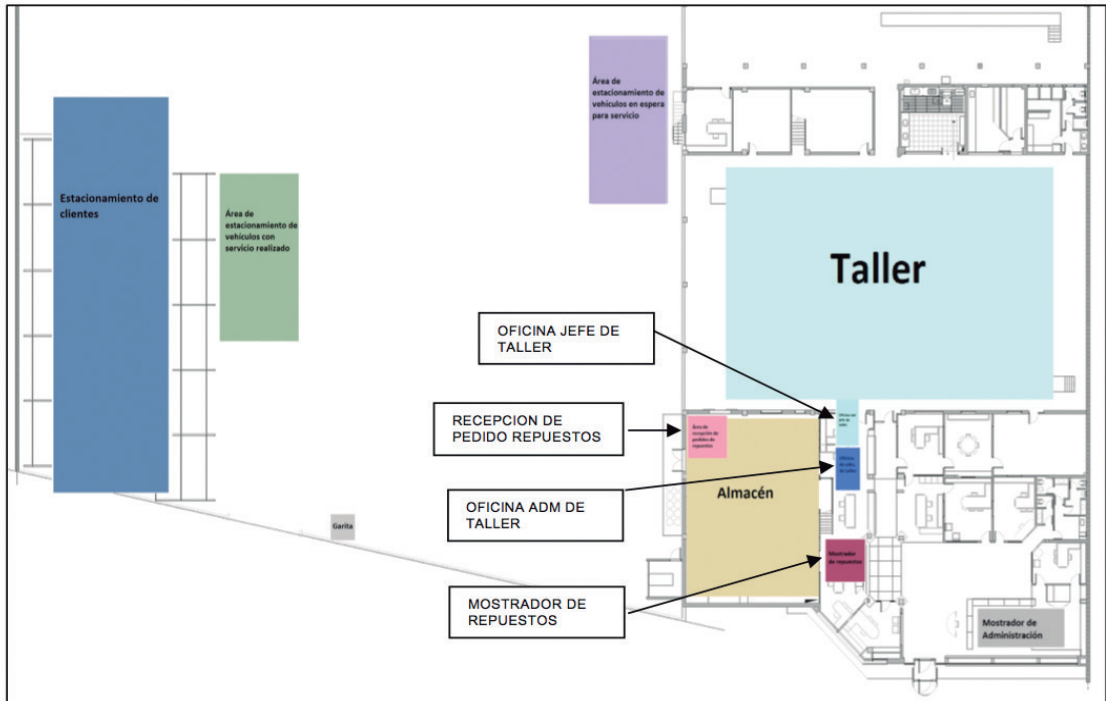 Área de
estacionamiento de
vehículos en espera
para servicio
Estacionamiento de
clientes
Área de
estacionamiento de
vehículos con
servicio realizado
Taller
OFICINA JEFE DE
TALLER
RECEPCION DE
PEDIDO REPUESTOS
Área de
recepción de
pedidos de
repuestos
Almacén
OFICINA ADM DE
TALLER
Garita
Mostrador
de repuestos
MOSTRADOR DE
REPUESTOS
Mostrador de
Administración